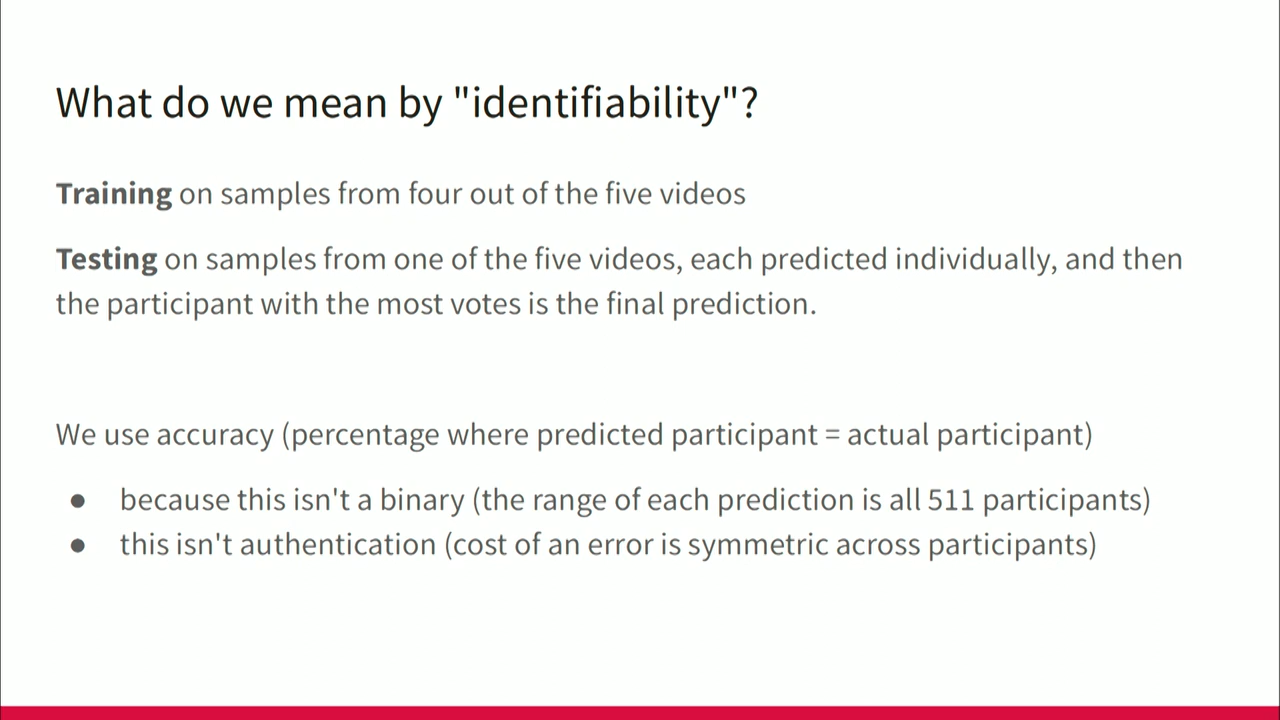 What do we mean by "identifiability"?
Training on samples from four out of the five videos
Testing on samples from one of the five videos, each predicted individually, and then
the participant with the most votes is the final prediction.
We use accuracy (percentage where predicted participant = actual participant)
● because this isn't a binary (the range of each prediction is all 511 participants)
● this isn't authentication (cost of an error is symmetric across participants)